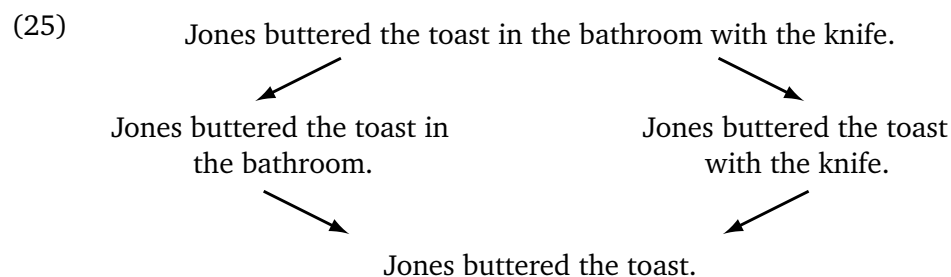 (25)
Jones buttered the toast in the bathroom with the knife.
Jones buttered the toast in
the bathroom.
Jones buttered the toast
with the knife.
Jones buttered the toast.